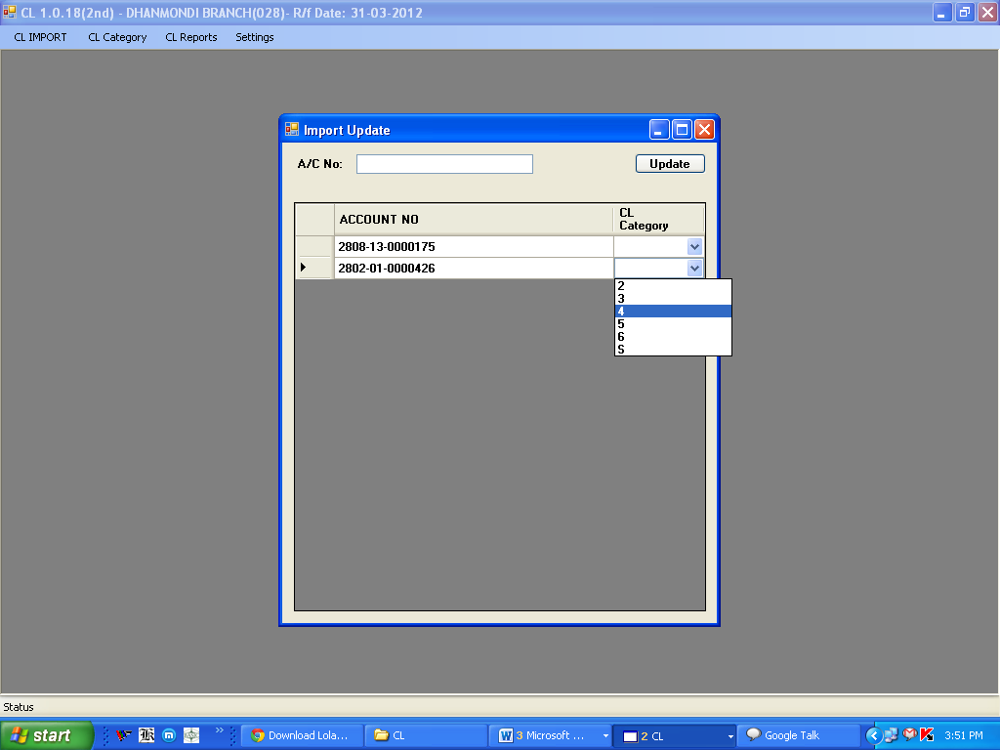 CL 1.0.18(2nd) - DHANMONDI BRANCH(028)- R/f Date: 31-03-2012
CL IMPORT CL Category CL Reports Settings
Import Update
A/C No: Update
ACCOUNT NO CL Category
2808-13-0000175
2802-01-0000426
2
3
4
5
6
S
Status
start Download Lola... CL 3 Microsoft ... 2 CL Google Talk 3:51 PM